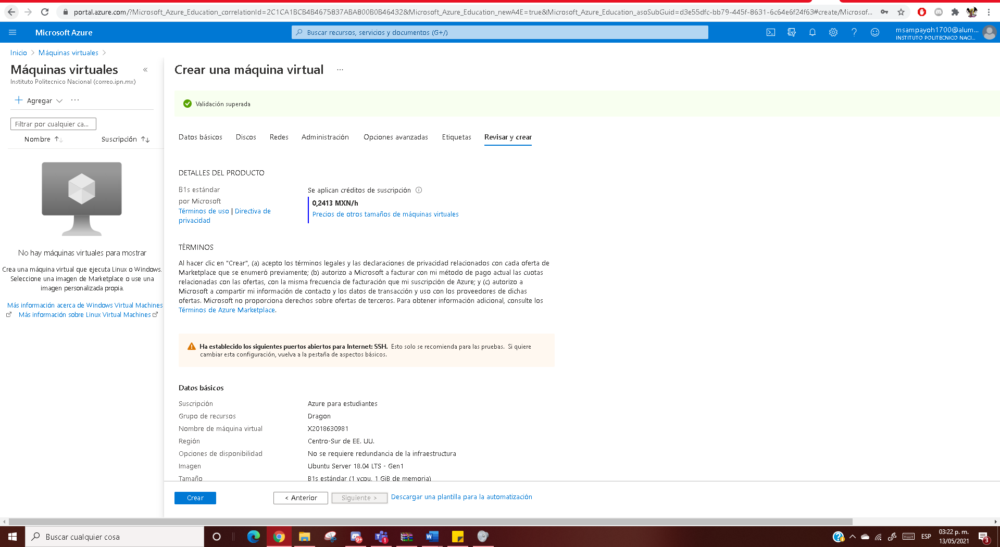 portal.azure.com/?Microsoft_Azure_Education_correlationId=2C1CA1BCB4B4675837ABA800B0B46432&Microsoft_Azure_Education_newA4E=true&Microsoft_Azure_Education_asoSubGuid=d3e55dfc-bb79-445f-8631-6c64e6f24f63#create/Microsof...
Microsoft Azure
Buscar recursos, servicios y documentos (G+/)
msampayoh1700@alum...
INSTITUTO POLITECNICO NACI...
Inicio > Máquinas virtuales >
Máquinas virtuales
«
Instituto Politecnico Nacional (correo.ipn.mx)
+ Agregar ...
Filtrar por cualquier ca...
Nombre ↑↓ Suscripción ↑↓
No hay máquinas virtuales para mostrar
Crea una máquina virtual que ejecuta Linux o Windows.
Seleccione una imagen de Marketplace o use una
imagen personalizada propia.
Más información acerca de Windows Virtual Machines
Más información sobre Linux Virtual Machines
Crear una máquina virtual ...
Validación superada
Datos básicos Discos Redes Administración Opciones avanzadas Etiquetas Revisar y crear
DETALLES DEL PRODUCTO
B1s estándar
por Microsoft
Términos de uso | Directiva de
privacidad
Se aplican créditos de suscripción
0,2413 MXN/h
Precios de otros tamaños de máquinas virtuales
TÉRMINOS
Al hacer clic en "Crear", (a) acepto los términos legales y las declaraciones de privacidad relacionados con cada oferta de
Marketplace que se enumeró previamente; (b) autorizo a Microsoft a facturar con mi método de pago actual las cuotas
relacionadas con las ofertas, con la misma frecuencia de facturación que mi suscripción de Azure; y (c) autorizo a
Microsoft a compartir mi información de contacto y los datos de transacción y uso con los proveedores de dichas
ofertas. Microsoft no proporciona derechos sobre ofertas de terceros. Para obtener información adicional, consulte los
Términos de Azure Marketplace.
Ha establecido los siguientes puertos abiertos para Internet: SSH. Esto solo se recomienda para las pruebas. Si quiere
cambiar esta configuración, vuelva a la pestaña de aspectos básicos.
Datos básicos
Suscripción Azure para estudiantes
Grupo de recursos Dragon
Nombre de máquina virtual X2018630981
Región Centro-Sur de EE. UU.
Opciones de disponibilidad No se requiere redundancia de la infraestructura
Imagen Ubuntu Server 18.04 LTS - Gen1
Tamaño B1s estándar (1 vcpu, 1 GiB de memoria)
Crear < Anterior Siguiente > Descargar una plantilla para la automatización
Buscar cualquier cosa
9+
1
ESP
03:22 p. m.
13/05/2021
3